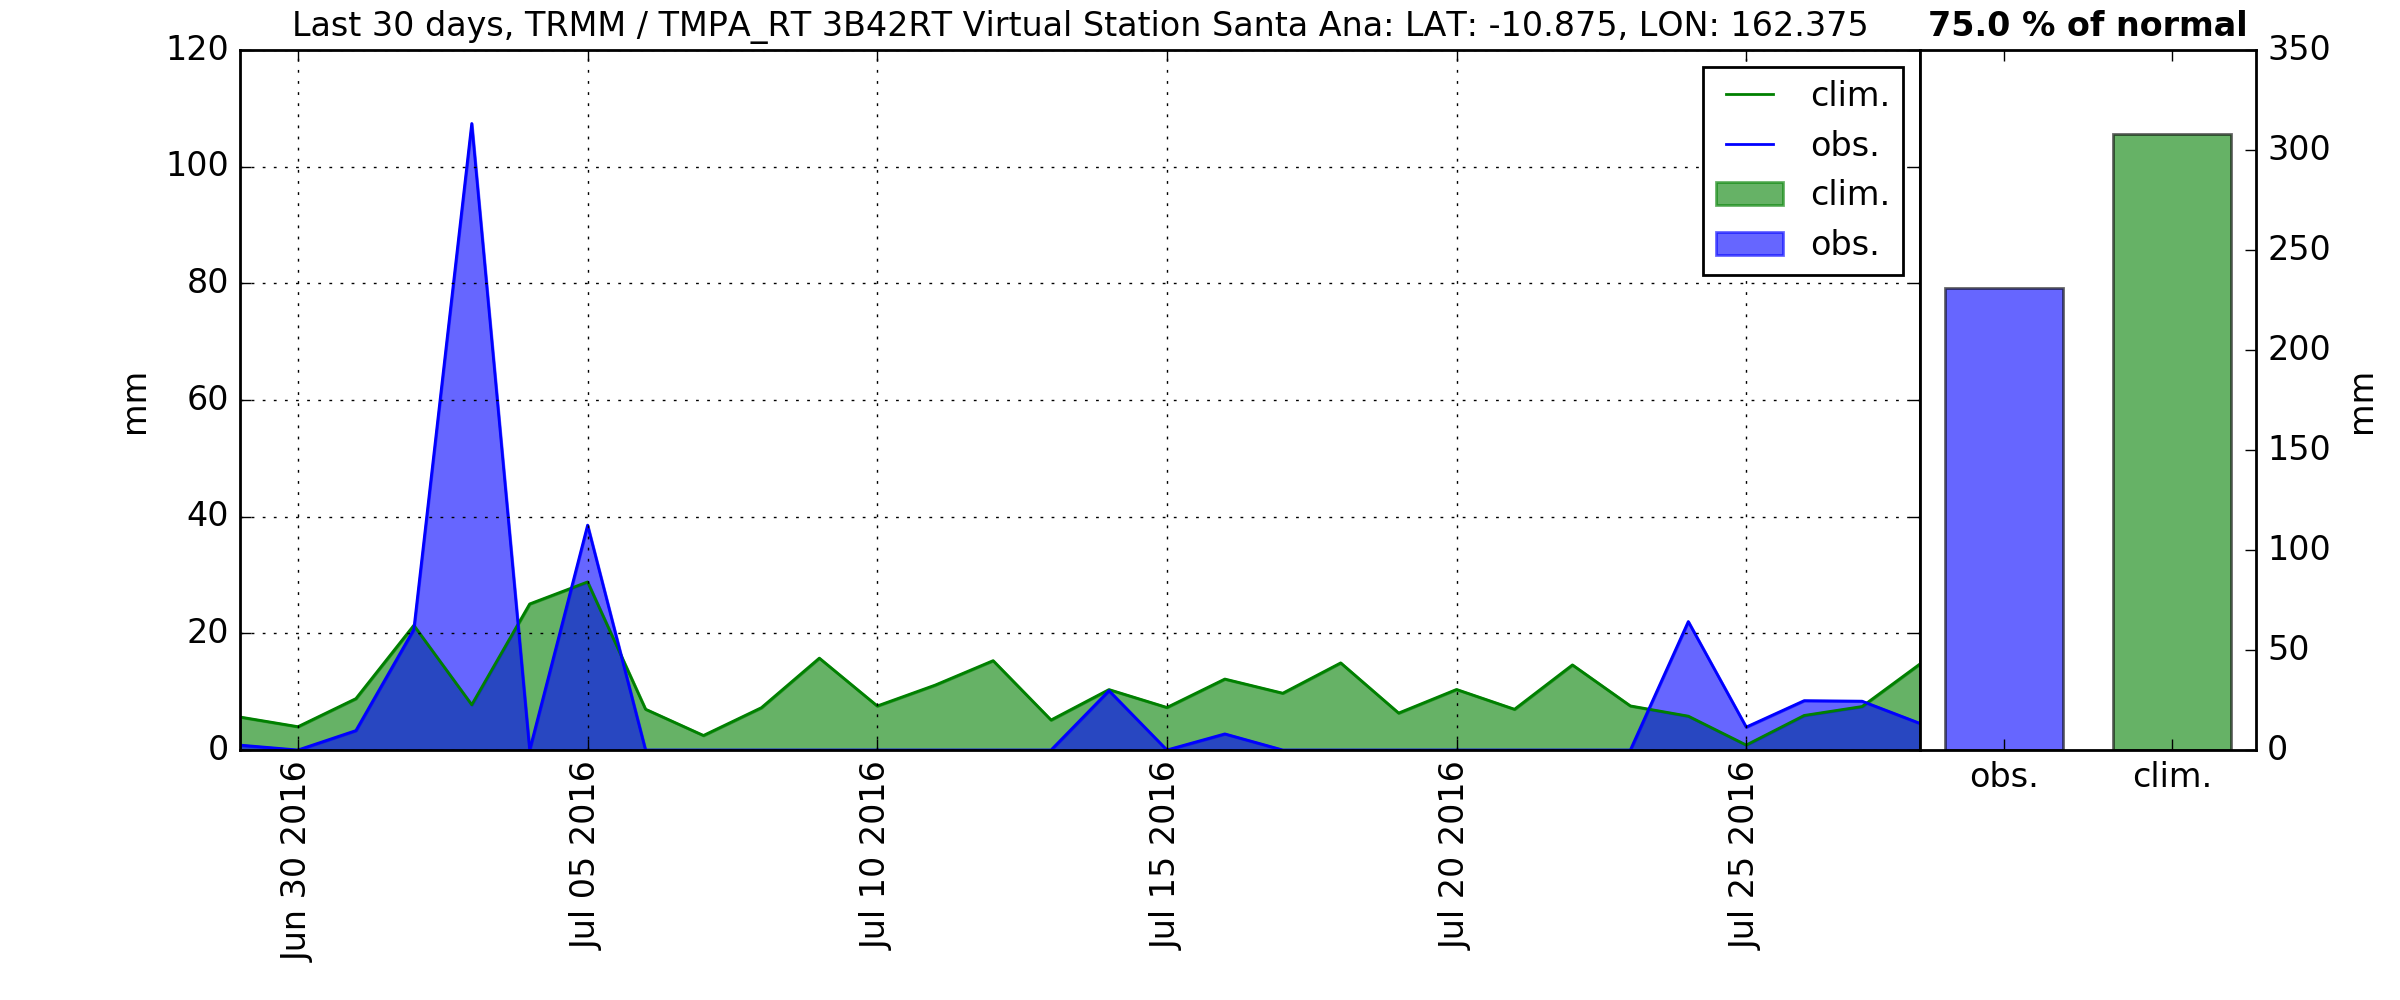 Last 30 days, TRMM / TMPA_RT 3B42RT Virtual Station Santa Ana: LAT: -10.875, LON: 162.375
75.0 % of normal
120
100
80
60
40
20
0
mm
clim.
obs.
clim.
obs.
Jun 30 2016
Jul 05 2016
Jul 10 2016
Jul 15 2016
Jul 20 2016
Jul 25 2016
350
300
250
200
150
100
50
0
mm
obs.
clim.